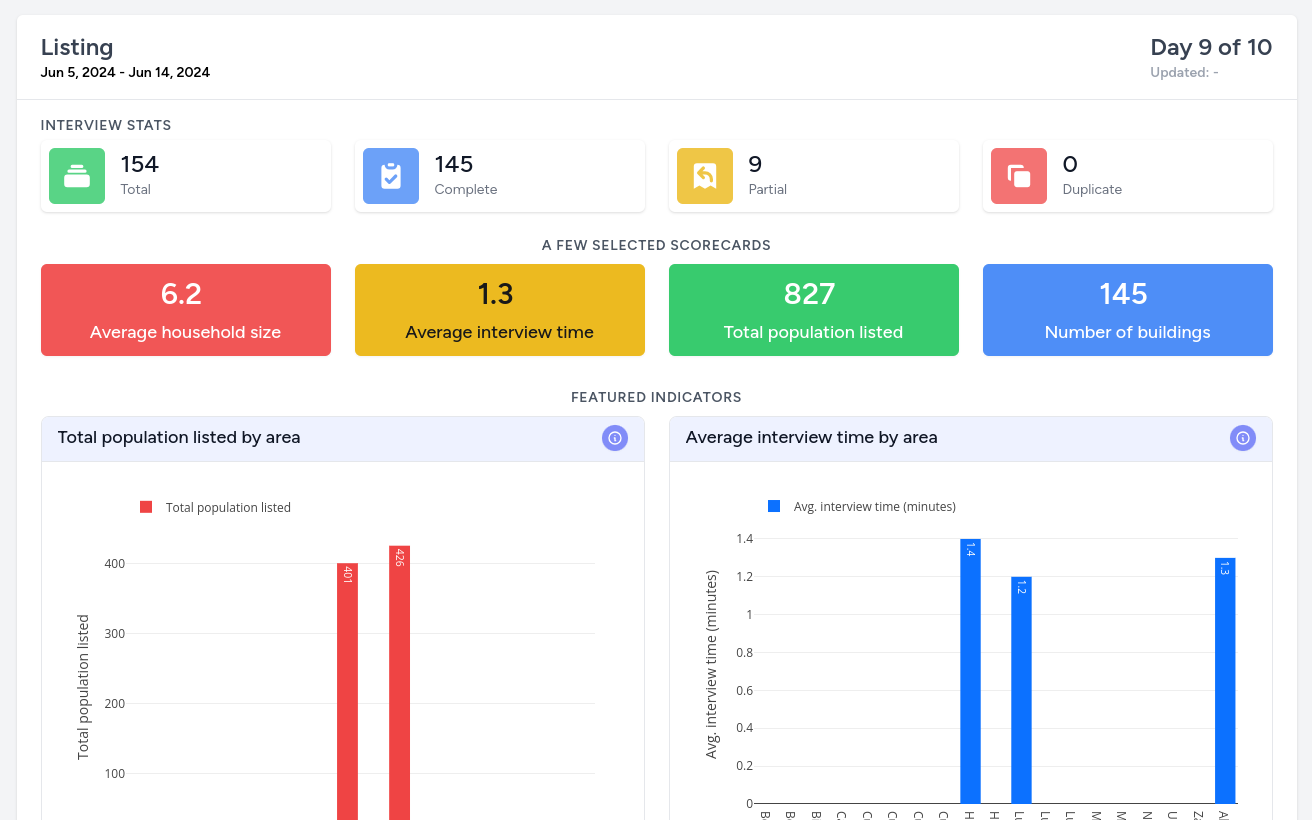 Listing
Jun 5, 2024 - Jun 14, 2024
Day 9 of 10
Updated: -
INTERVIEW STATS
154
Total
145
Complete
9
Partial
0
Duplicate
A FEW SELECTED SCORECARDS
6.2
Average household size
1.3
Average interview time
827
Total population listed
145
Number of buildings
FEATURED INDICATORS
Total population listed by area
Total population listed
Total population listed
400
300
200
100
401
426
Average interview time by area
Avg. interview time (minutes)
Avg. interview time (minutes)
1.4
1.2
1
0.8
0.6
0.4
0.2
0
1.4
1.2
1.3